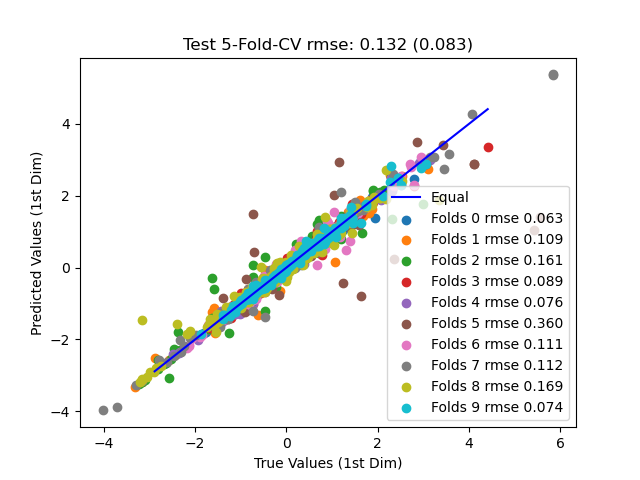 Test 5-Fold-CV rmse: 0.132 (0.083)
Predicted Values (1st Dim)
4
2
0
−2
−4
Equal
Folds 0 rmse 0.063
Folds 1 rmse 0.109
Folds 2 rmse 0.161
Folds 3 rmse 0.089
Folds 4 rmse 0.076
Folds 5 rmse 0.360
Folds 6 rmse 0.111
Folds 7 rmse 0.112
Folds 8 rmse 0.169
Folds 9 rmse 0.074
−4 −2 0 2 4 6
True Values (1st Dim)